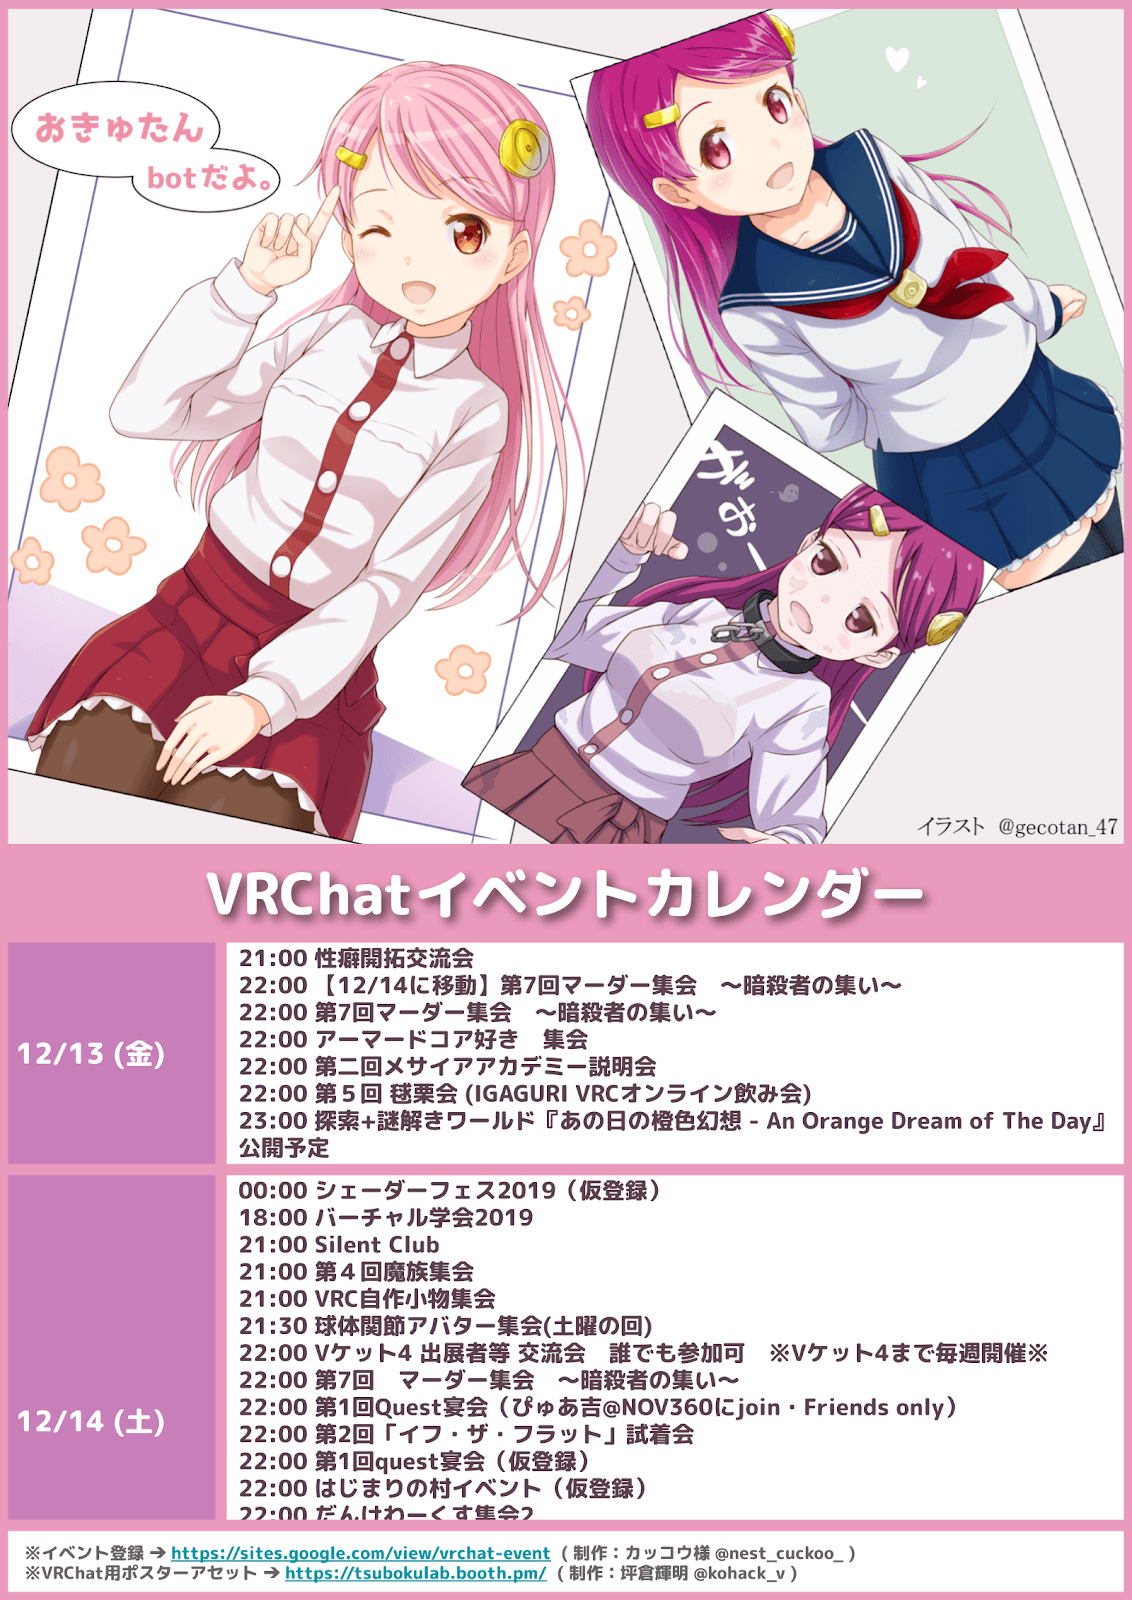 おきゅたん
botだよ。
がおー
イラスト @gecotan_47
VRChatイベントカレンダー
12/13 (金)
21:00 性癖開拓交流会
22:00 【12/14に移動】第7回マーダー集会　～暗殺者の集い～
22:00 第7回マーダー集会　～暗殺者の集い～
22:00 アーマードコア好き　集会
22:00 第二回メサイアアカデミー説明会
22:00 第５回 毬栗会 (IGAGURI VRCオンライン飲み会)
23:00 探索+謎解きワールド『あの日の橙色幻想 - An Orange Dream of The Day』
公開予定
12/14 (土)
00:00 シェーダーフェス2019（仮登録）
18:00 バーチャル学会2019
21:00 Silent Club
21:00 第４回魔族集会
21:00 VRC自作小物集会
21:30 球体関節アバター集会(土曜の回)
22:00 Vケット4 出展者等 交流会　誰でも参加可　※Vケット4まで毎週開催※
22:00 第7回　マーダー集会　～暗殺者の集い～
22:00 第1回Quest宴会（ぴゅあ吉@NOV360にjoin・Friends only）
22:00 第2回「イフ・ザ・フラット」試着会
22:00 第1回quest宴会（仮登録）
22:00 はじまりの村イベント（仮登録）
22:00 だんけわーくす集会2
※イベント登録 → https://sites.google.com/view/vrchat-event （ 制作：カッコウ様 @nest_cuckoo_ ）
※VRChat用ポスターアセット → https://tsubokulab.booth.pm/ （ 制作：坪倉輝明 @kohack_v ）